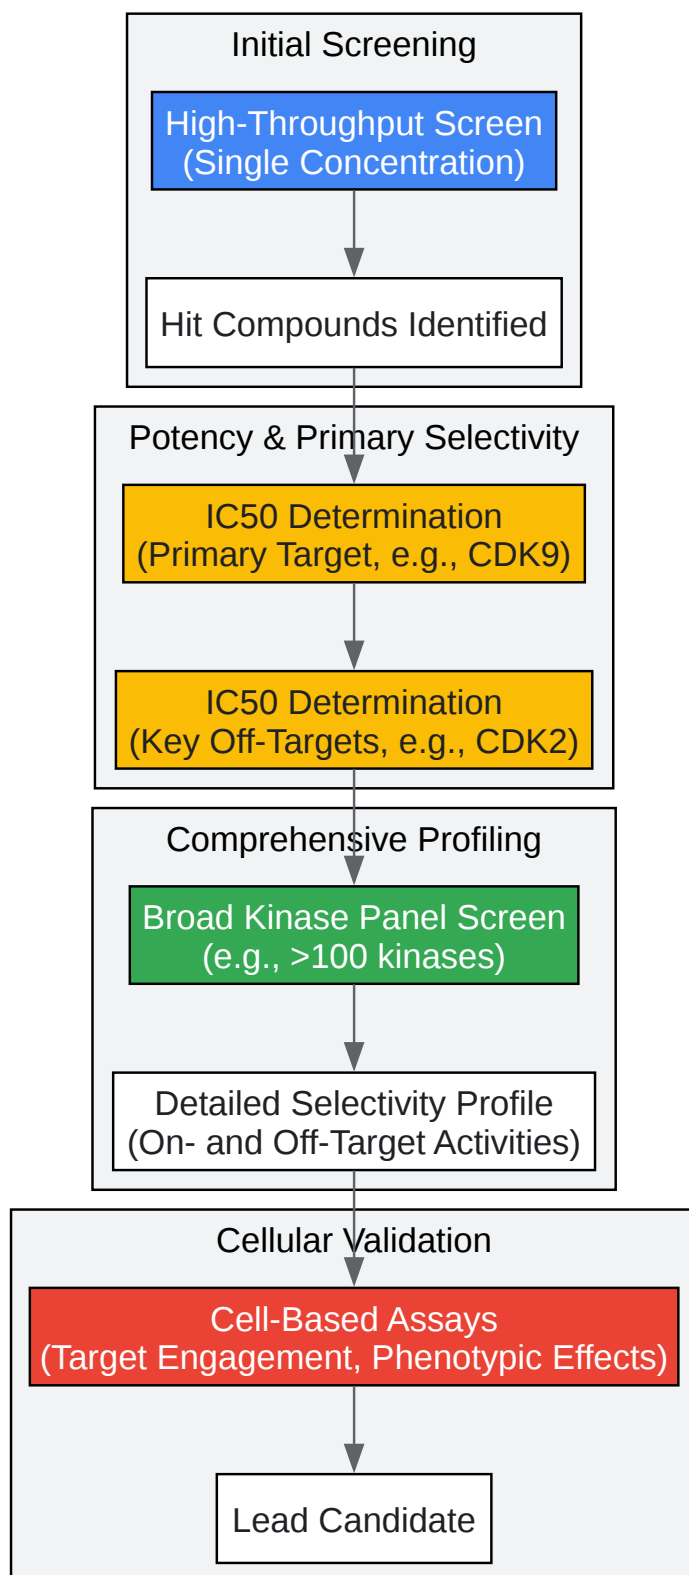 Initial Screening
High-Throughput Screen
(Single Concentration)
Hit Compounds Identified
Potency & Primary Selectivity
IC50 Determination
(Primary Target, e.g., CDK9)
IC50 Determination
(Key Off-Targets, e.g., CDK2)
Comprehensive Profiling
Broad Kinase Panel Screen
(e.g., >100 kinases)
Detailed Selectivity Profile
(On- and Off-Target Activities)
Cellular Validation
Cell-Based Assays
(Target Engagement, Phenotypic Effects)
Lead Candidate